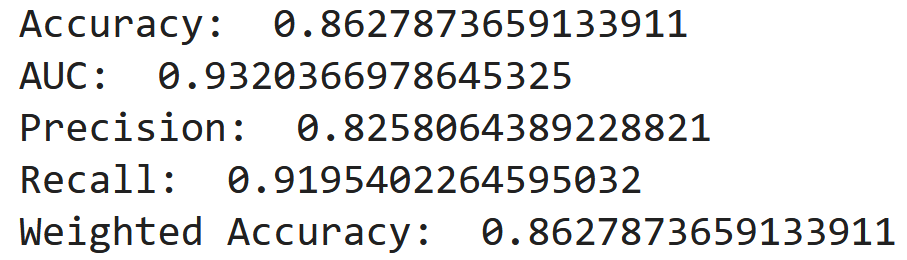 Accuracy:  0.8627873659133911
AUC:  0.9320366978645325
Precision:  0.8258064389228821
Recall:  0.9195402264595032
Weighted Accuracy:  0.8627873659133911